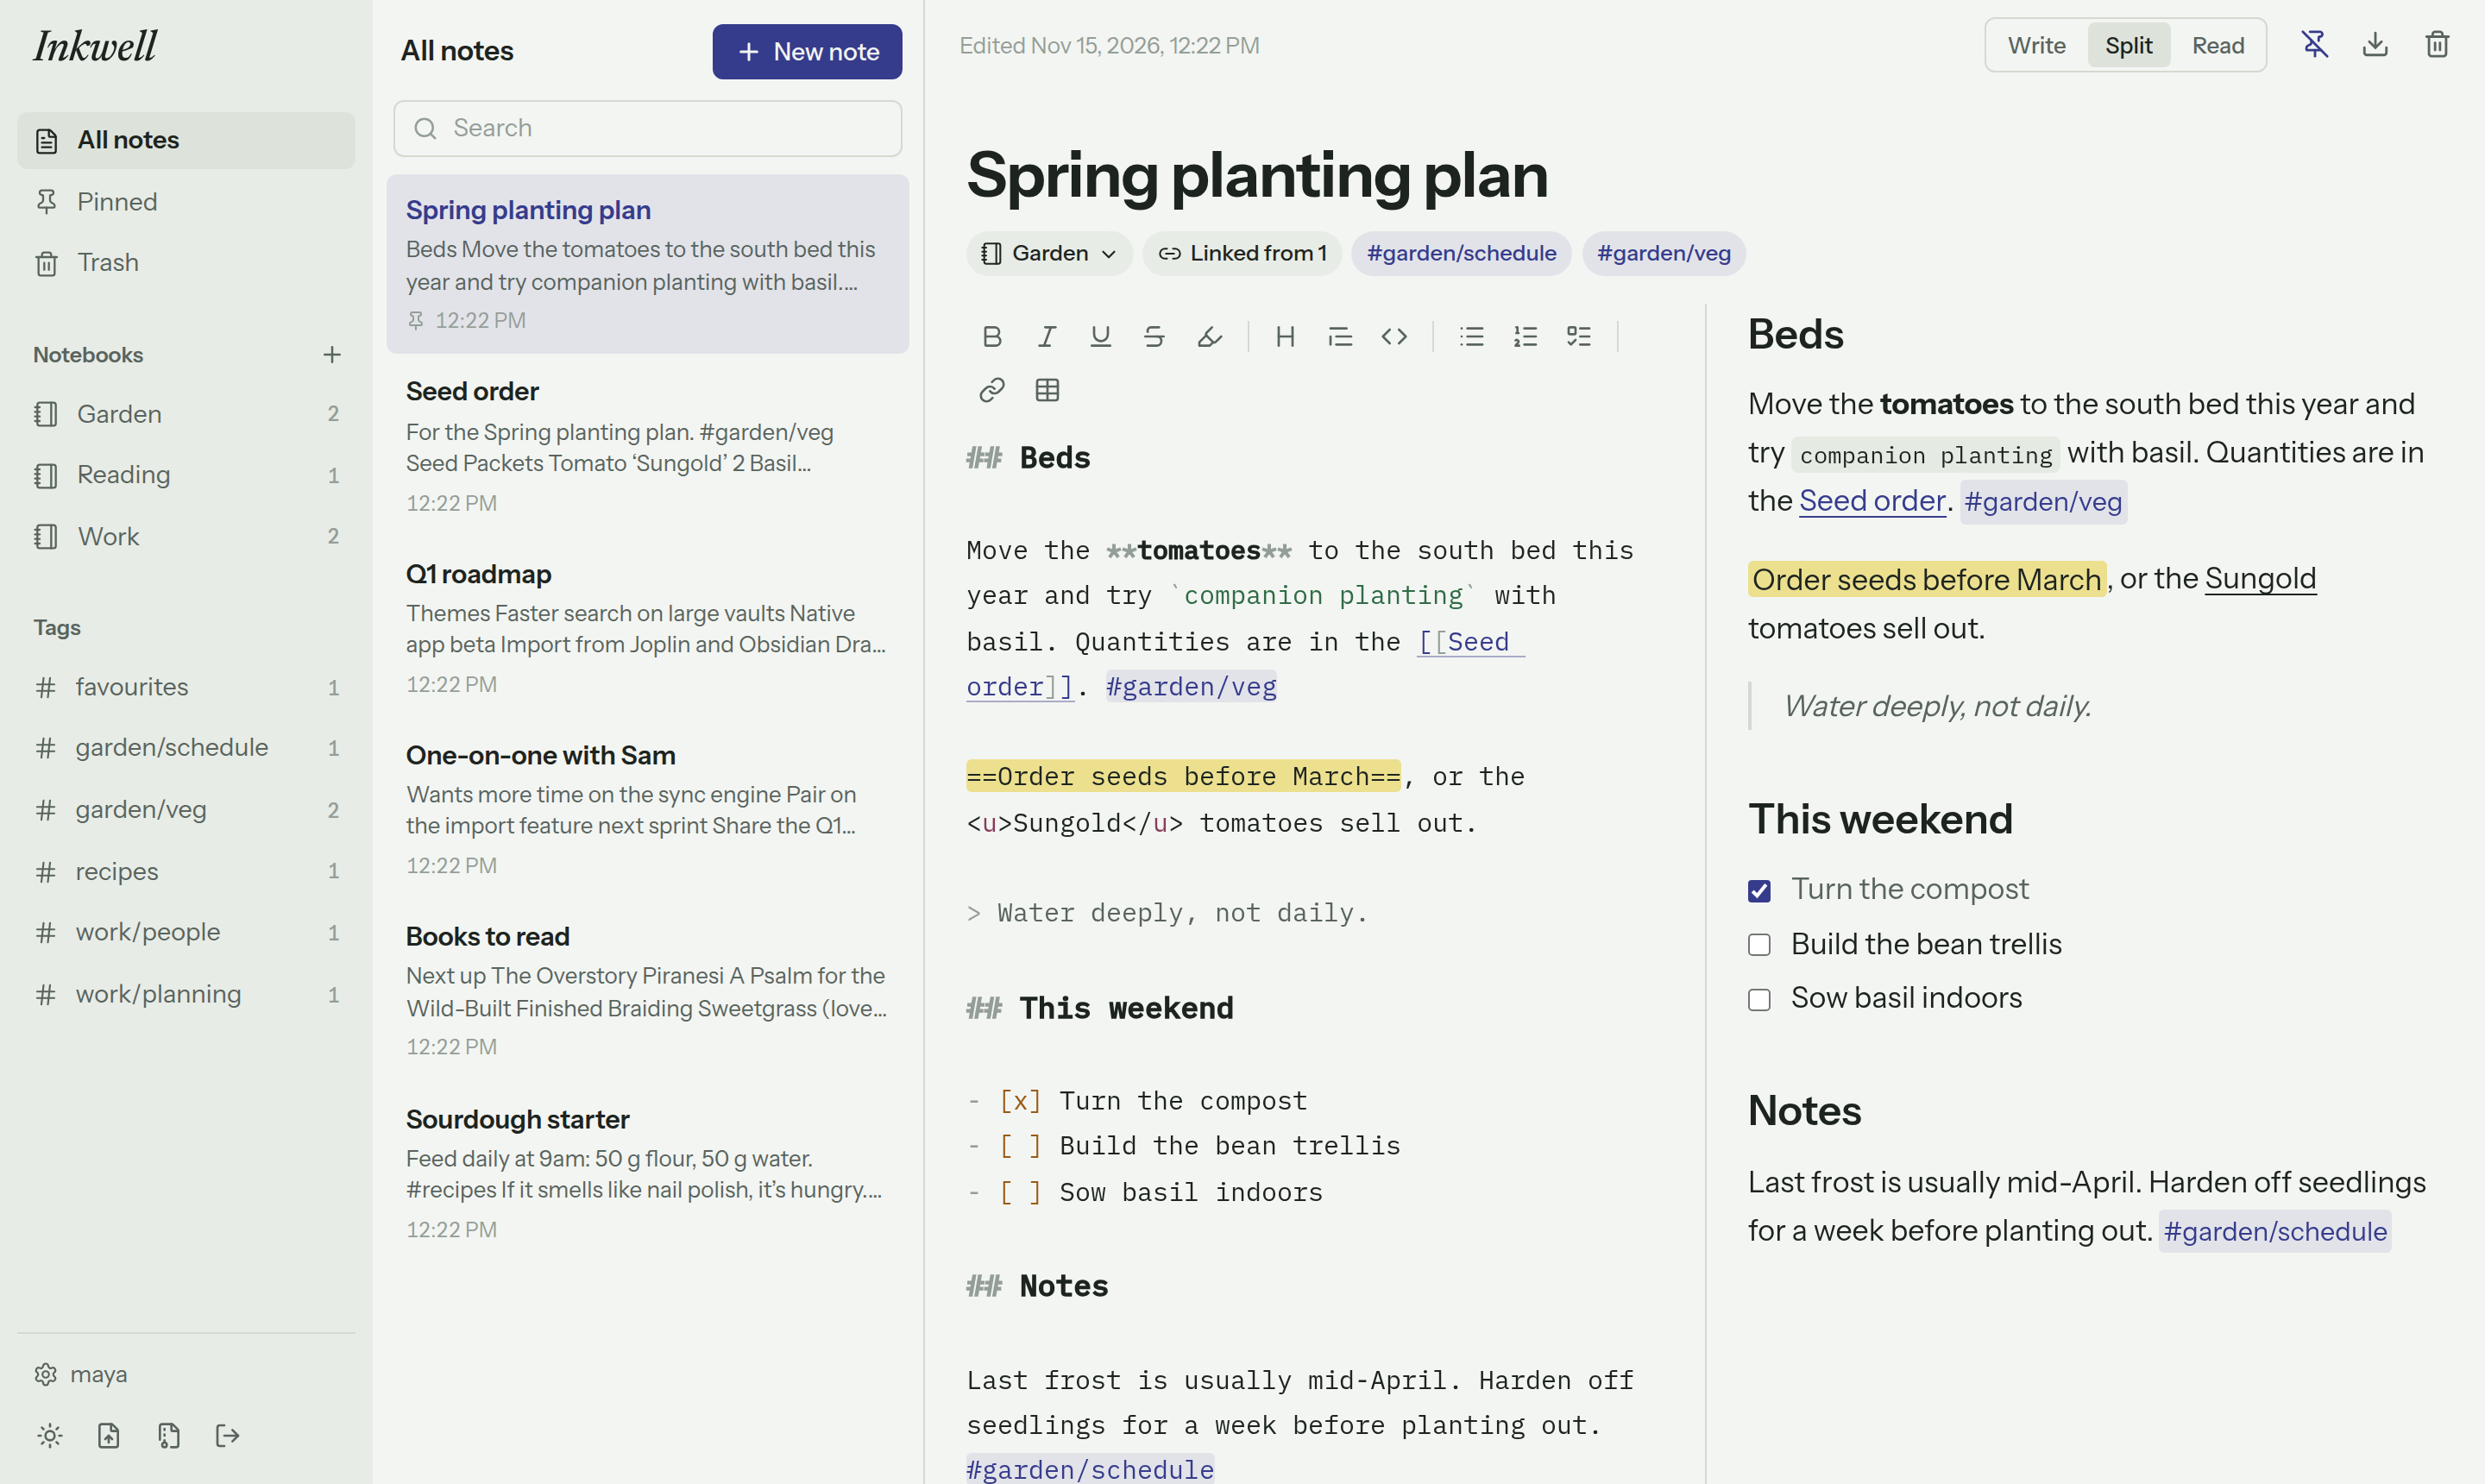 Inkwell
All notes
Pinned
Trash
Notebooks
Garden 2
Reading 1
Work 2
Tags
# favourites 1
# garden/schedule 1
# garden/veg 2
# recipes 1
# work/people 1
# work/planning 1
maya
All notes
New note
Search
Spring planting plan
Beds Move the tomatoes to the south bed this
year and try companion planting with basil.…
12:22 PM
Seed order
For the Spring planting plan. #garden/veg
Seed Packets Tomato ‘Sungold’ 2 Basil…
12:22 PM
Q1 roadmap
Themes Faster search on large vaults Native
app beta Import from Joplin and Obsidian Dra…
12:22 PM
One-on-one with Sam
Wants more time on the sync engine Pair on
the import feature next sprint Share the Q1…
12:22 PM
Books to read
Next up The Overstory Piranesi A Psalm for the
Wild-Built Finished Braiding Sweetgrass (love…
12:22 PM
Sourdough starter
Feed daily at 9am: 50 g flour, 50 g water.
#recipes If it smells like nail polish, it’s hungry.…
12:22 PM
Edited Nov 15, 2026, 12:22 PM
Write Split Read
Spring planting plan
Garden Linked from 1 #garden/schedule #garden/veg
## Beds
Move the **tomatoes** to the south bed this
year and try `companion planting` with
basil. Quantities are in the [[Seed
order]]. #garden/veg
==Order seeds before March==, or the
<u>Sungold</u> tomatoes sell out.
> Water deeply, not daily.
## This weekend
- [x] Turn the compost
- [ ] Build the bean trellis
- [ ] Sow basil indoors
## Notes
Last frost is usually mid-April. Harden off
seedlings for a week before planting out.
#garden/schedule
Beds
Move the tomatoes to the south bed this year and
try companion planting with basil. Quantities are in
the Seed order. #garden/veg
Order seeds before March, or the Sungold
tomatoes sell out.
Water deeply, not daily.
This weekend
Turn the compost
Build the bean trellis
Sow basil indoors
Notes
Last frost is usually mid-April. Harden off seedlings
for a week before planting out. #garden/schedule